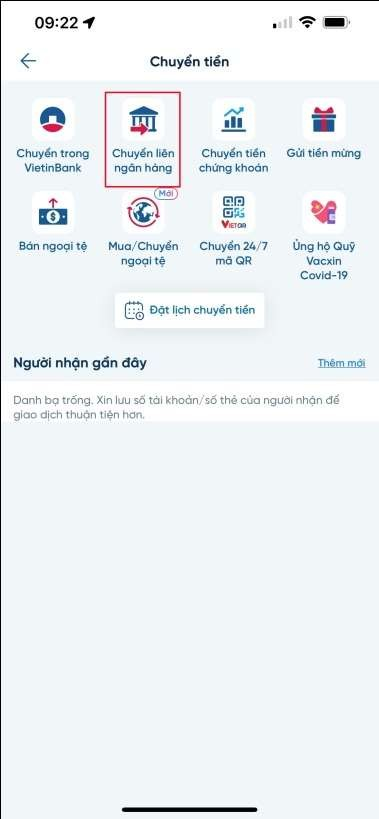 09:22
Chuyển tiền
Chuyển trong
VietinBank
Chuyển liên
ngân hàng
Chuyển tiền
chứng khoán
Gửi tiền mừng
Bán ngoại tệ
Mới
Mua/Chuyển
ngoại tệ
VIETQR
Chuyển 24/7
mã QR
Ủng hộ Quỹ
Vacxin
Covid-19
Đặt lịch chuyển tiền
Người nhận gần đây
Thêm mới
Danh bạ trống. Xin lưu số tài khoản/số thẻ của người nhận để
giao dịch thuận tiện hơn.